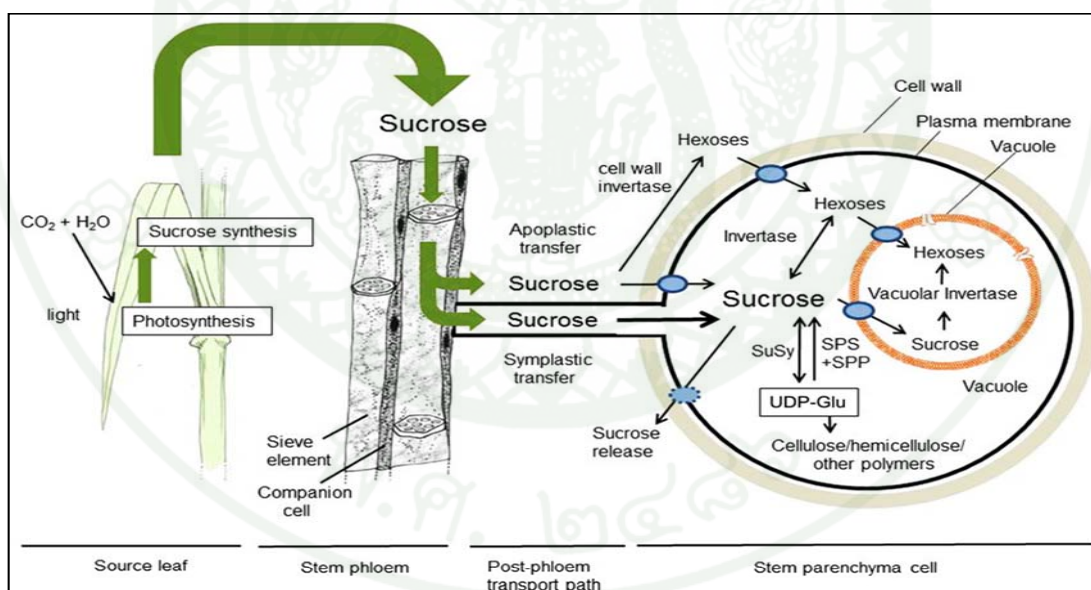 Sucrose
CO2 + H2O
light
Sucrose synthesis
Photosynthesis
Sieve
element
Companion
cell
Apoplastic
transfer
Sucrose
Sucrose
Symplastic
transfer
cell wall
invertase
Hexoses
Cell wall
Plasma membrane
Vacuole
Hexoses
Invertase
Sucrose
SuSy
SPS
+SPP
UDP-Glu
Cellulose/hemicellulose/
other polymers
Sucrose
release
Hexoses
Vacuolar Invertase
Sucrose
Vacuole
Source leaf
Stem phloem
Post-phloem
transport path
Stem parenchyma cell